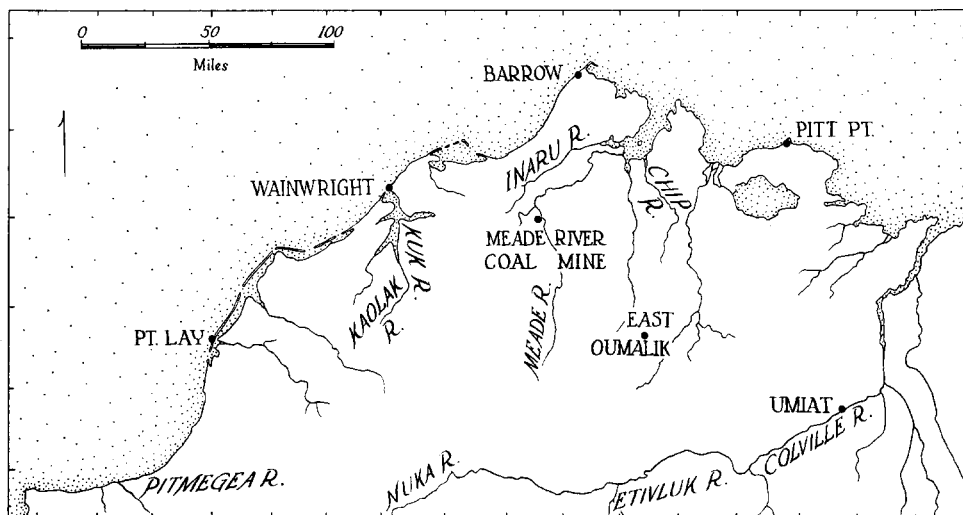 0 50 100
Miles
BARROW
PITT PT.
INARU R.
WAINWRIGHT
CHIP
R.
MEADE RIVER
COAL MINE
KUK R.
KAOLAK
R.
MEADE R.
EAST
OUMALIK
PT. LAY
UMIAT
COLVILLE R.
NUKA R.
ETIVLUK R.
PITMEGEA R.